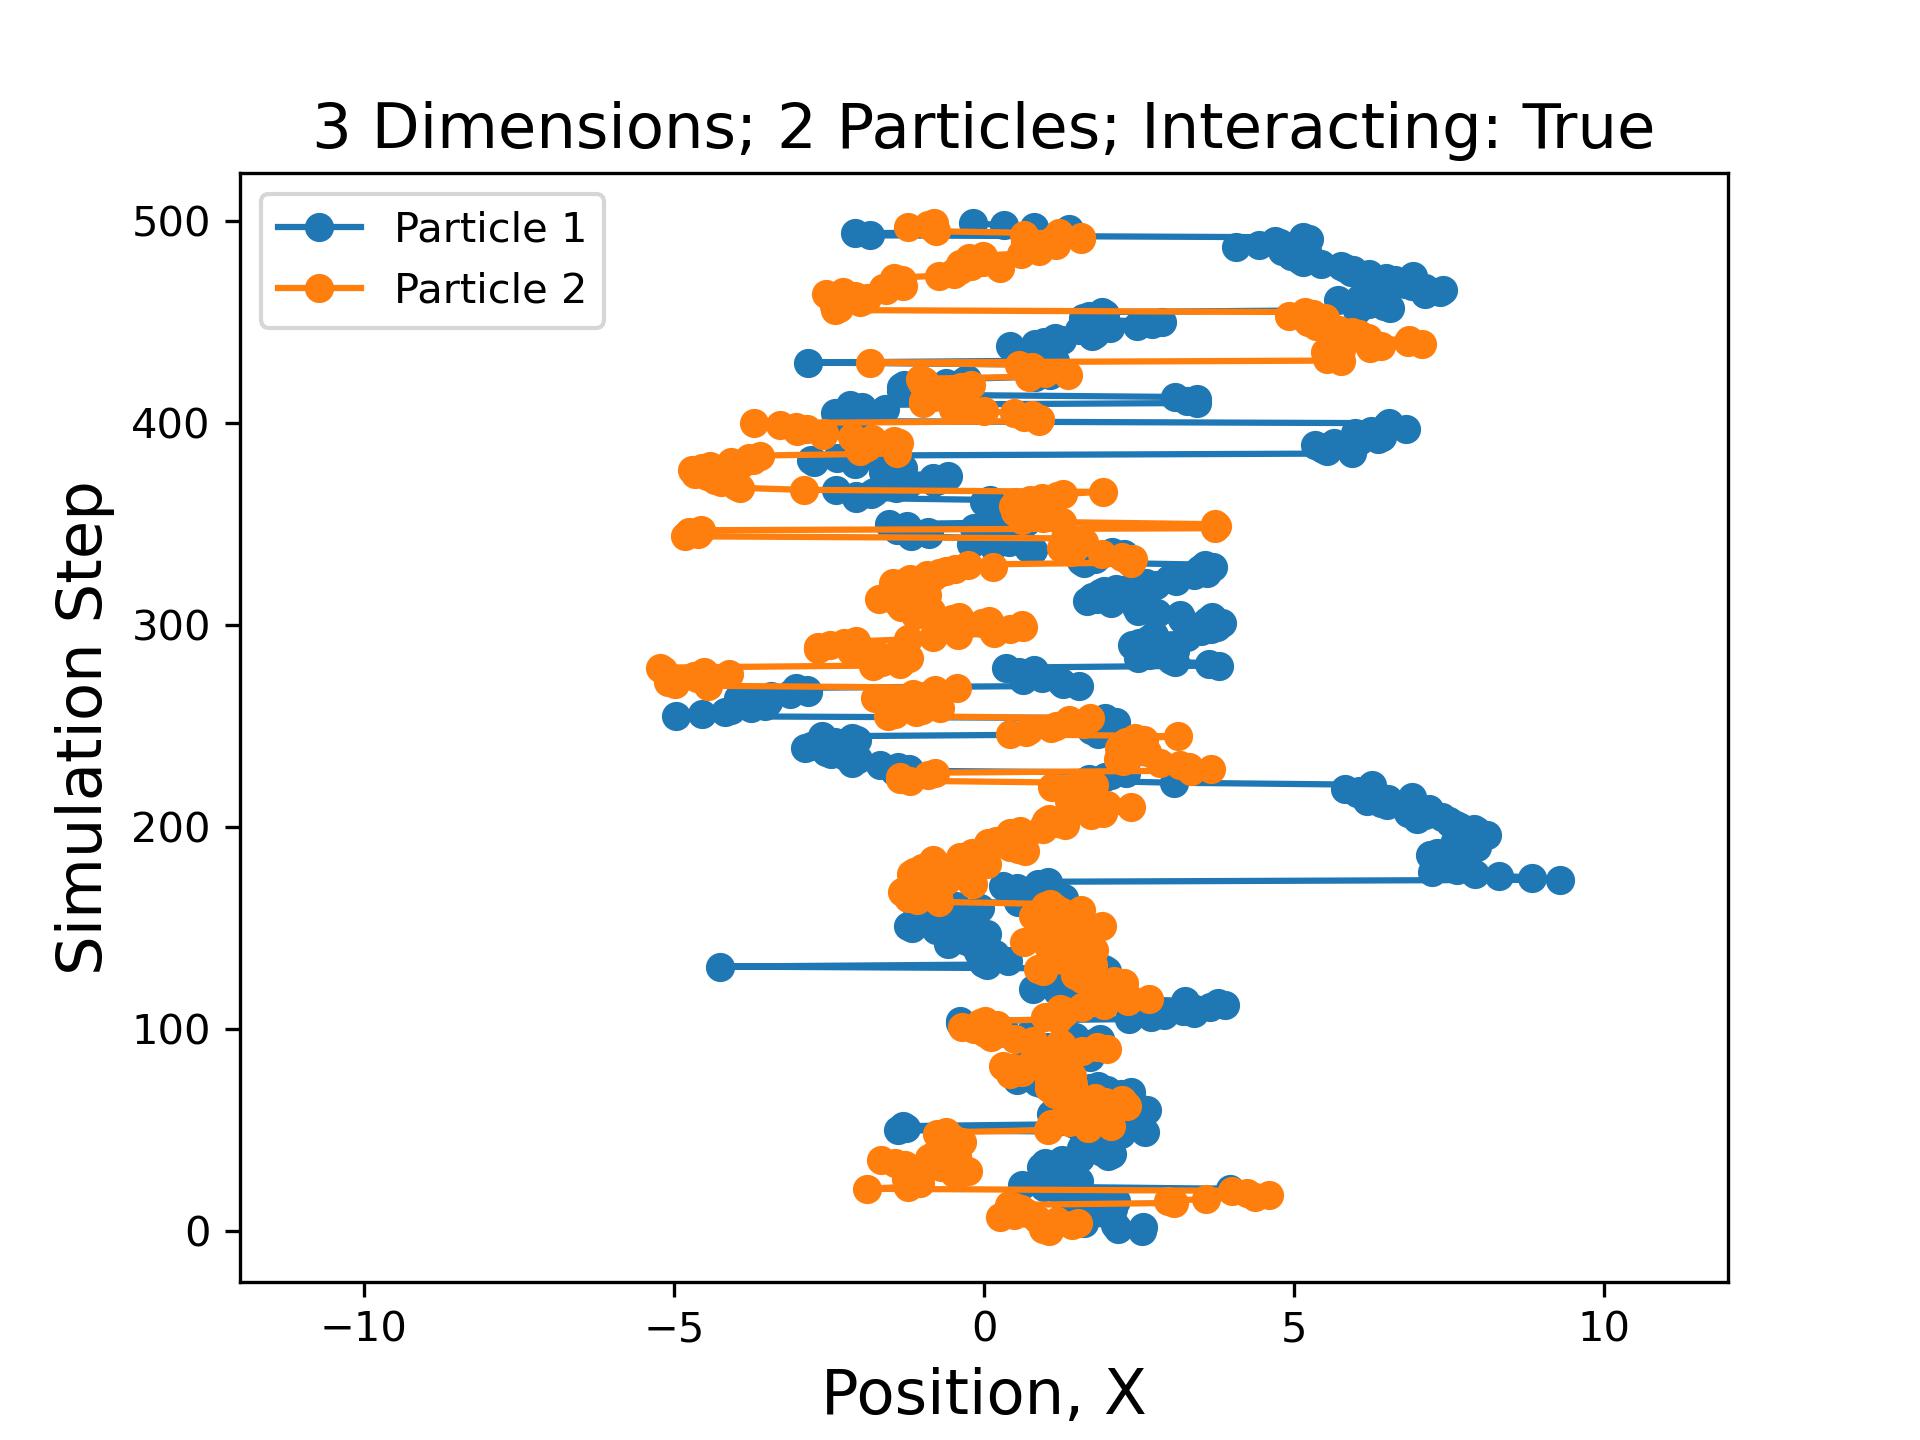 3 Dimensions; 2 Particles; Interacting: True
Particle 1
Particle 2
Simulation Step
500
400
300
200
100
0
−10
−5
0
5
10
Position, X